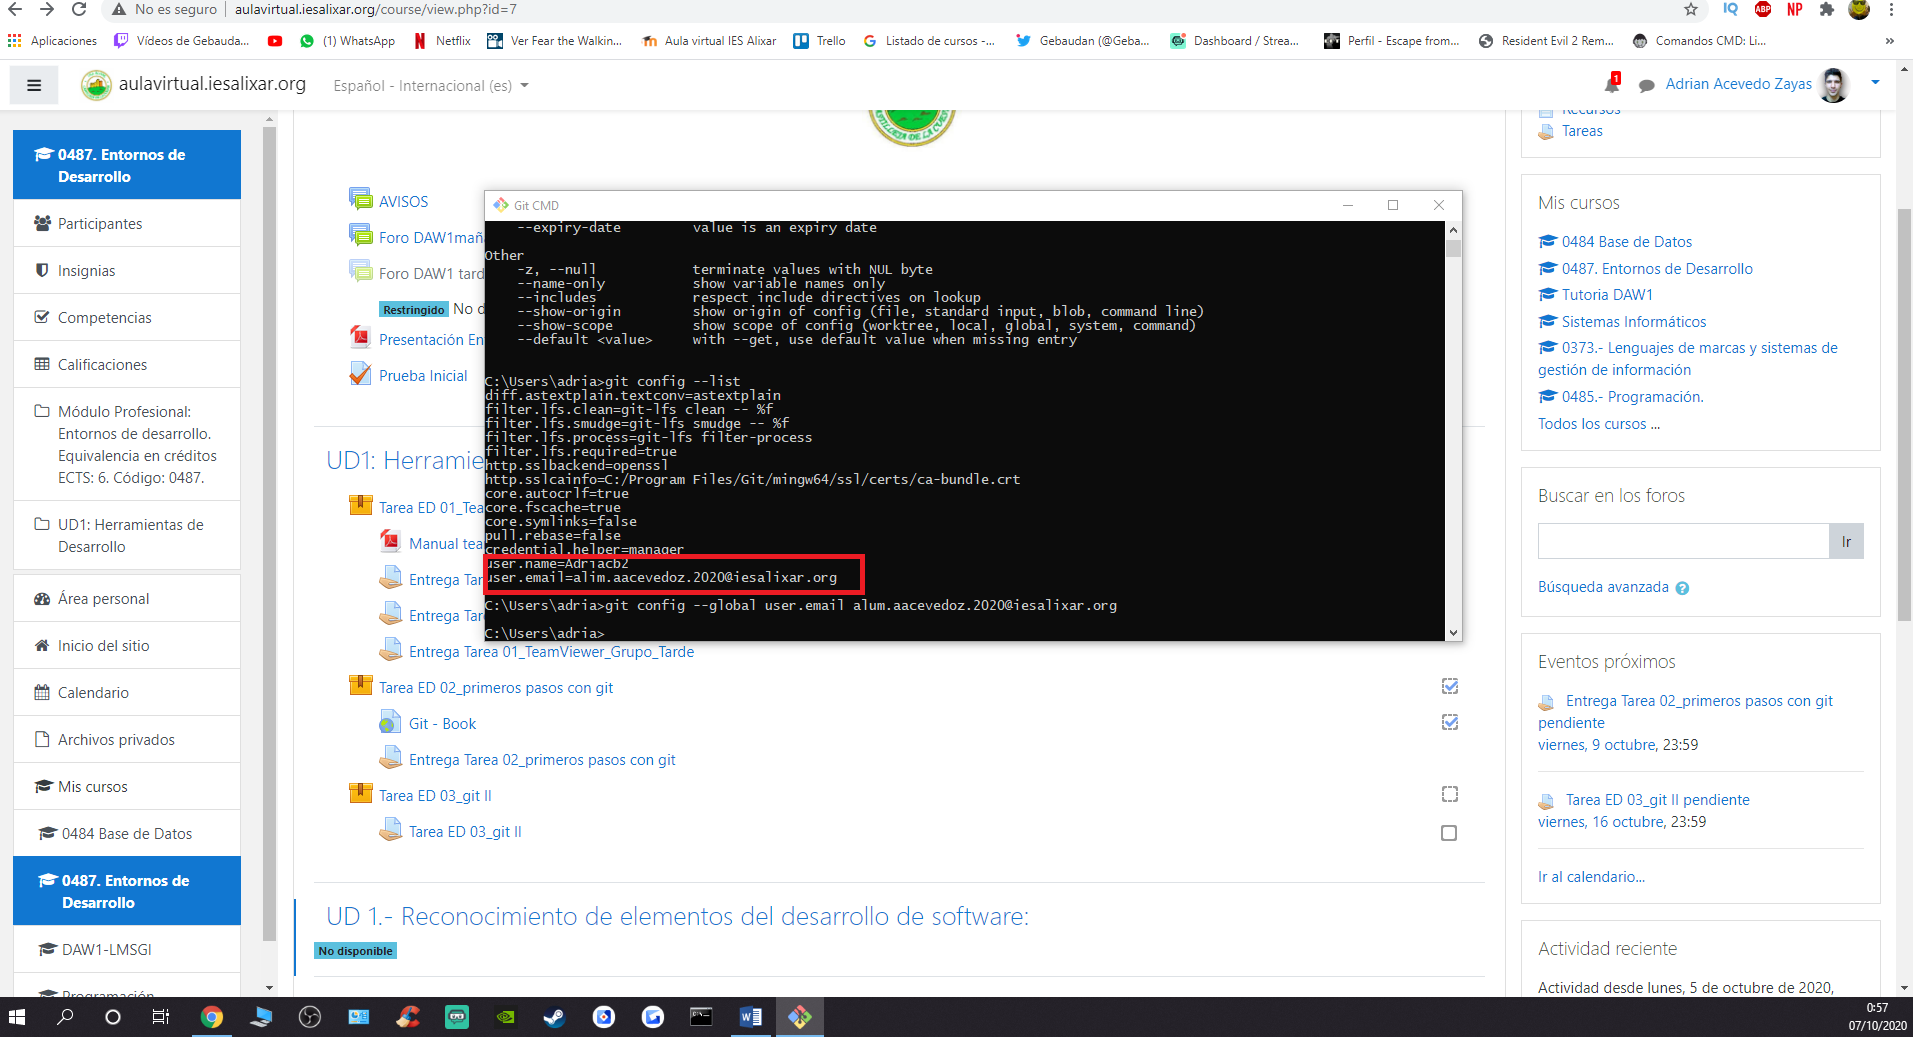 No es seguro | aulavirtual.iesalixar.org/course/view.php?id=7
IQ ABP NP
Aplicaciones Vídeos de Gebauda... (1) WhatsApp Netflix Ver Fear the Walkin... Aula virtual IES Alixar Trello Listado de cursos -... Gebaudan (@Geba... Dashboard / Strea... Perfil - Escape from... Resident Evil 2 Rem... Comandos CMD: Li... »
aulavirtual.iesalixar.org Español - Internacional (es) 1 Adrian Acevedo Zayas
0487. Entornos de
Desarrollo
Participantes
Insignias
Competencias
Calificaciones
Módulo Profesional:
Entornos de desarrollo.
Equivalencia en créditos
ECTS: 6. Código: 0487.
UD1: Herramientas de
Desarrollo
Área personal
Inicio del sitio
Calendario
Archivos privados
Mis cursos
0484 Base de Datos
0487. Entornos de
Desarrollo
DAW1-LMSGI
Programación
AVISOS
Foro DAW1mañ
Foro DAW1 tard
Restringido No d
Presentación En
Prueba Inicial
UD1: Herramie
Tarea ED 01_Tea
Manual tea
Entrega Tar
Entrega Tar
Entrega Tarea 01_TeamViewer_Grupo_Tarde
Tarea ED 02_primeros pasos con git
Git - Book
Entrega Tarea 02_primeros pasos con git
Tarea ED 03_git II
Tarea ED 03_git II
UD 1.- Reconocimiento de elementos del desarrollo de software:
No disponible
Git CMD
--expiry-date value is an expiry date
Other
-z, --null terminate values with NUL byte
--name-only show variable names only
--includes respect include directives on lookup
--show-origin show origin of config (file, standard input, blob, command line)
--show-scope show scope of config (worktree, local, global, system, command)
--default <value> with --get, use default value when missing entry
C:\Users\adria>git config --list
diff.astextplain.textconv=astextplain
filter.lfs.clean=git-lfs clean -- %f
filter.lfs.smudge=git-lfs smudge -- %f
filter.lfs.process=git-lfs filter-process
filter.lfs.required=true
http.sslbackend=openssl
http.sslcainfo=C:/Program Files/Git/mingw64/ssl/certs/ca-bundle.crt
core.autocrlf=true
core.fscache=true
core.symlinks=false
pull.rebase=false
credential.helper=manager
user.name=Adriacb2
user.email=alim.aacevedoz.2020@iesalixar.org
C:\Users\adria>git config --global user.email alum.aacevedoz.2020@iesalixar.org
C:\Users\adria>
Recursos
Tareas
Mis cursos
0484 Base de Datos
0487. Entornos de Desarrollo
Tutoria DAW1
Sistemas Informáticos
0373.- Lenguajes de marcas y sistemas de
gestión de información
0485.- Programación.
Todos los cursos ...
Buscar en los foros
Ir
Búsqueda avanzada ?
Eventos próximos
Entrega Tarea 02_primeros pasos con git
pendiente
viernes, 9 octubre, 23:59
Tarea ED 03_git II pendiente
viernes, 16 octubre, 23:59
Ir al calendario...
Actividad reciente
Actividad desde lunes, 5 de octubre de 2020,
0:57
07/10/2020